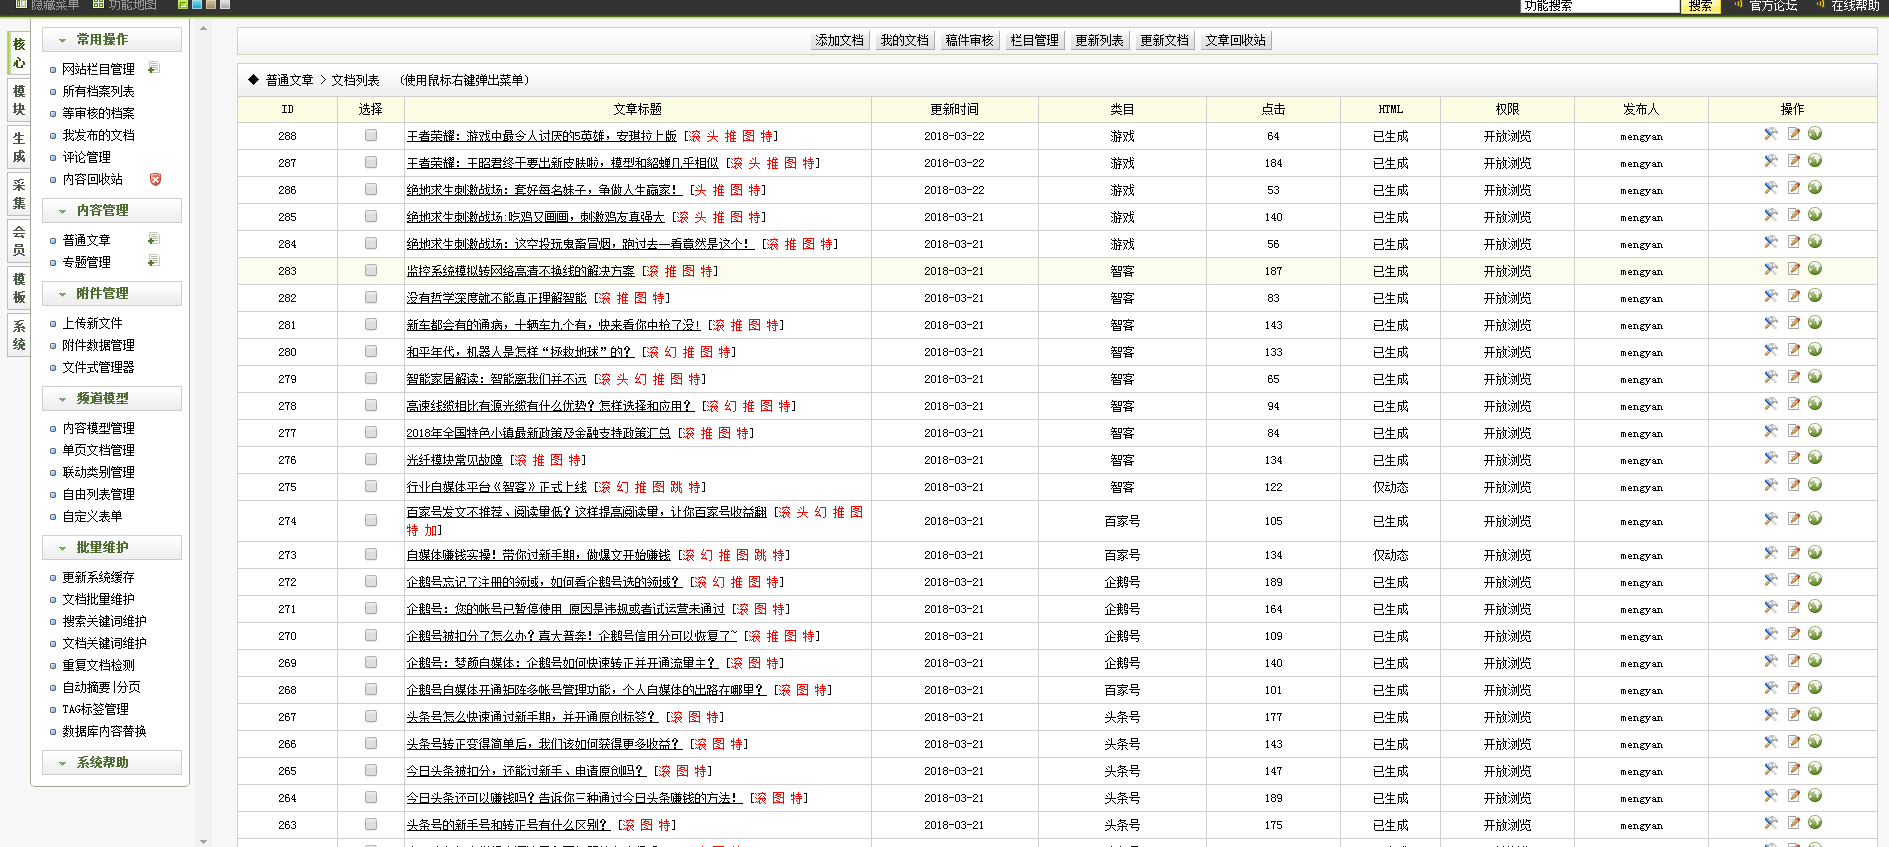 隐藏菜单 功能地图 功能搜索 搜索 官方论坛 在线帮助
核心
模块
生成
采集
会员
模板
系统
常用操作
网站栏目管理
所有档案列表
等审核的档案
我发布的文档
评论管理
内容回收站
内容管理
普通文章
专题管理
附件管理
上传新文件
附件数据管理
文件式管理器
频道模型
内容模型管理
单页文档管理
联动类别管理
自由列表管理
自定义表单
批量维护
更新系统缓存
文档批量维护
搜索关键词维护
文档关键词维护
重复文档检测
自动摘要|分页
TAG标签管理
数据库内容替换
系统帮助
添加文档 我的文档 稿件审核 栏目管理 更新列表 更新文档 文章回收站
◆ 普通文章 > 文档列表 （使用鼠标右键弹出菜单）
ID 选择 文章标题 更新时间 类目 点击 HTML 权限 发布人 操作
288 王者荣耀：游戏中最令人讨厌的5英雄，安琪拉上版 [滚 头 推 图 特] 2018-03-22 游戏 64 已生成 开放浏览 mengyan
287 王者荣耀：王昭君终于要出新皮肤啦，模型和貂蝉几乎相似 [滚 头 推 图 特] 2018-03-22 游戏 184 已生成 开放浏览 mengyan
286 绝地求生刺激战场：套好每名妹子，争做人生赢家！ [头 推 图 特] 2018-03-22 游戏 53 已生成 开放浏览 mengyan
285 绝地求生刺激战场:吃鸡又画画，刺激鸡友真强大 [滚 头 推 图 特] 2018-03-21 游戏 140 已生成 开放浏览 mengyan
284 绝地求生刺激战场：这空投玩鬼畜冒烟，跑过去一看竟然是这个！ [滚 推 图 特] 2018-03-21 游戏 56 已生成 开放浏览 mengyan
283 监控系统模拟转网络高清不换线的解决方案 [滚 推 图 特] 2018-03-21 智客 187 已生成 开放浏览 mengyan
282 没有哲学深度就不能真正理解智能 [滚 推 图 特] 2018-03-21 智客 83 已生成 开放浏览 mengyan
281 新车都会有的通病，十辆车九个有，快来看你中枪了没! [滚 推 图 特] 2018-03-21 智客 143 已生成 开放浏览 mengyan
280 和平年代，机器人是怎样“拯救地球”的？ [滚 幻 推 图 特] 2018-03-21 智客 133 已生成 开放浏览 mengyan
279 智能家居解读：智能离我们并不远 [滚 头 幻 推 图 特] 2018-03-21 智客 65 已生成 开放浏览 mengyan
278 高速线缆相比有源光缆有什么优势？怎样选择和应用？ [滚 幻 推 图 特] 2018-03-21 智客 94 已生成 开放浏览 mengyan
277 2018年全国特色小镇最新政策及金融支持政策汇总 [滚 推 图 特] 2018-03-21 智客 84 已生成 开放浏览 mengyan
276 光纤模块常见故障 [滚 推 图 特] 2018-03-21 智客 134 已生成 开放浏览 mengyan
275 行业自媒体平台《智客》正式上线 [滚 幻 推 图 跳 特] 2018-03-21 智客 122 仅动态 开放浏览 mengyan
274 百家号发文不推荐、阅读量低？这样提高阅读量，让你百家号收益翻 [滚 头 幻 推 图 特 加] 2018-03-21 百家号 105 已生成 开放浏览 mengyan
273 自媒体赚钱实操！带你过新手期，做爆文开始赚钱 [滚 幻 推 图 跳 特] 2018-03-21 百家号 134 仅动态 开放浏览 mengyan
272 企鹅号忘记了注册的领域，如何看企鹅号选的领域？ [滚 幻 推 图 特] 2018-03-21 企鹅号 189 已生成 开放浏览 mengyan
271 企鹅号：您的帐号已暂停使用 原因是违规或者试运营未通过 [滚 图 特] 2018-03-21 企鹅号 164 已生成 开放浏览 mengyan
270 企鹅号被扣分了怎么办？喜大普奔！企鹅号信用分可以恢复了~ [滚 推 图 特] 2018-03-21 企鹅号 109 已生成 开放浏览 mengyan
269 企鹅号：梦颜自媒体：企鹅号如何快速转正并开通流量主？ [滚 图 特] 2018-03-21 企鹅号 140 已生成 开放浏览 mengyan
268 企鹅号自媒体开通矩阵多帐号管理功能，个人自媒体的出路在哪里？ [滚 图 特] 2018-03-21 百家号 101 已生成 开放浏览 mengyan
267 头条号怎么快速通过新手期，并开通原创标签？ [滚 图 特] 2018-03-21 头条号 177 已生成 开放浏览 mengyan
266 头条号转正变得简单后，我们该如何获得更多收益？ [滚 图 特] 2018-03-21 头条号 143 已生成 开放浏览 mengyan
265 今日头条被扣分，还能过新手、申请原创吗？ [滚 图 特] 2018-03-21 头条号 147 已生成 开放浏览 mengyan
264 今日头条还可以赚钱吗？告诉你三种通过今日头条赚钱的方法！ [滚 图 特] 2018-03-21 头条号 189 已生成 开放浏览 mengyan
263 头条号的新手号和转正号有什么区别？ [滚 图 特] 2018-03-21 头条号 175 已生成 开放浏览 mengyan